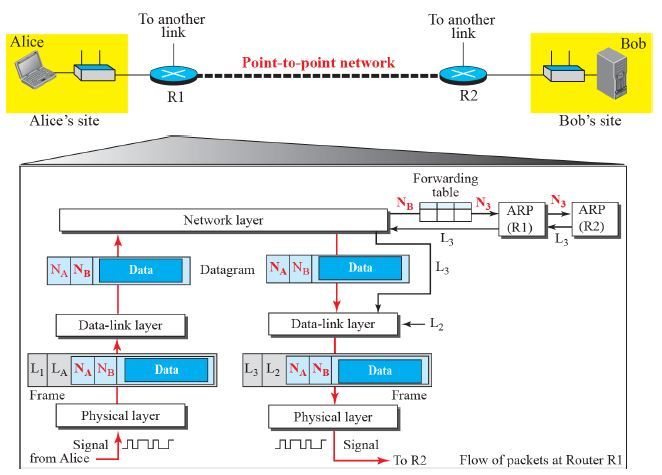 To another
link
To another
link
Alice
Bob
Point-to-point network
R1
R2
Alice's site
Bob's site
Forwarding
table
Network layer
N_B
N_3
ARP
(R1)
N_3
ARP
(R2)
L_3
L_3
L_3
N_A N_B Data
Datagram
N_A N_B Data
Data-link layer
Data-link layer
L_2
L_1 L_A N_A N_B Data
L_3 L_2 N_A N_B Data
Frame
Frame
Physical layer
Physical layer
Signal
from Alice
Signal
To R2
Flow of packets at Router R1